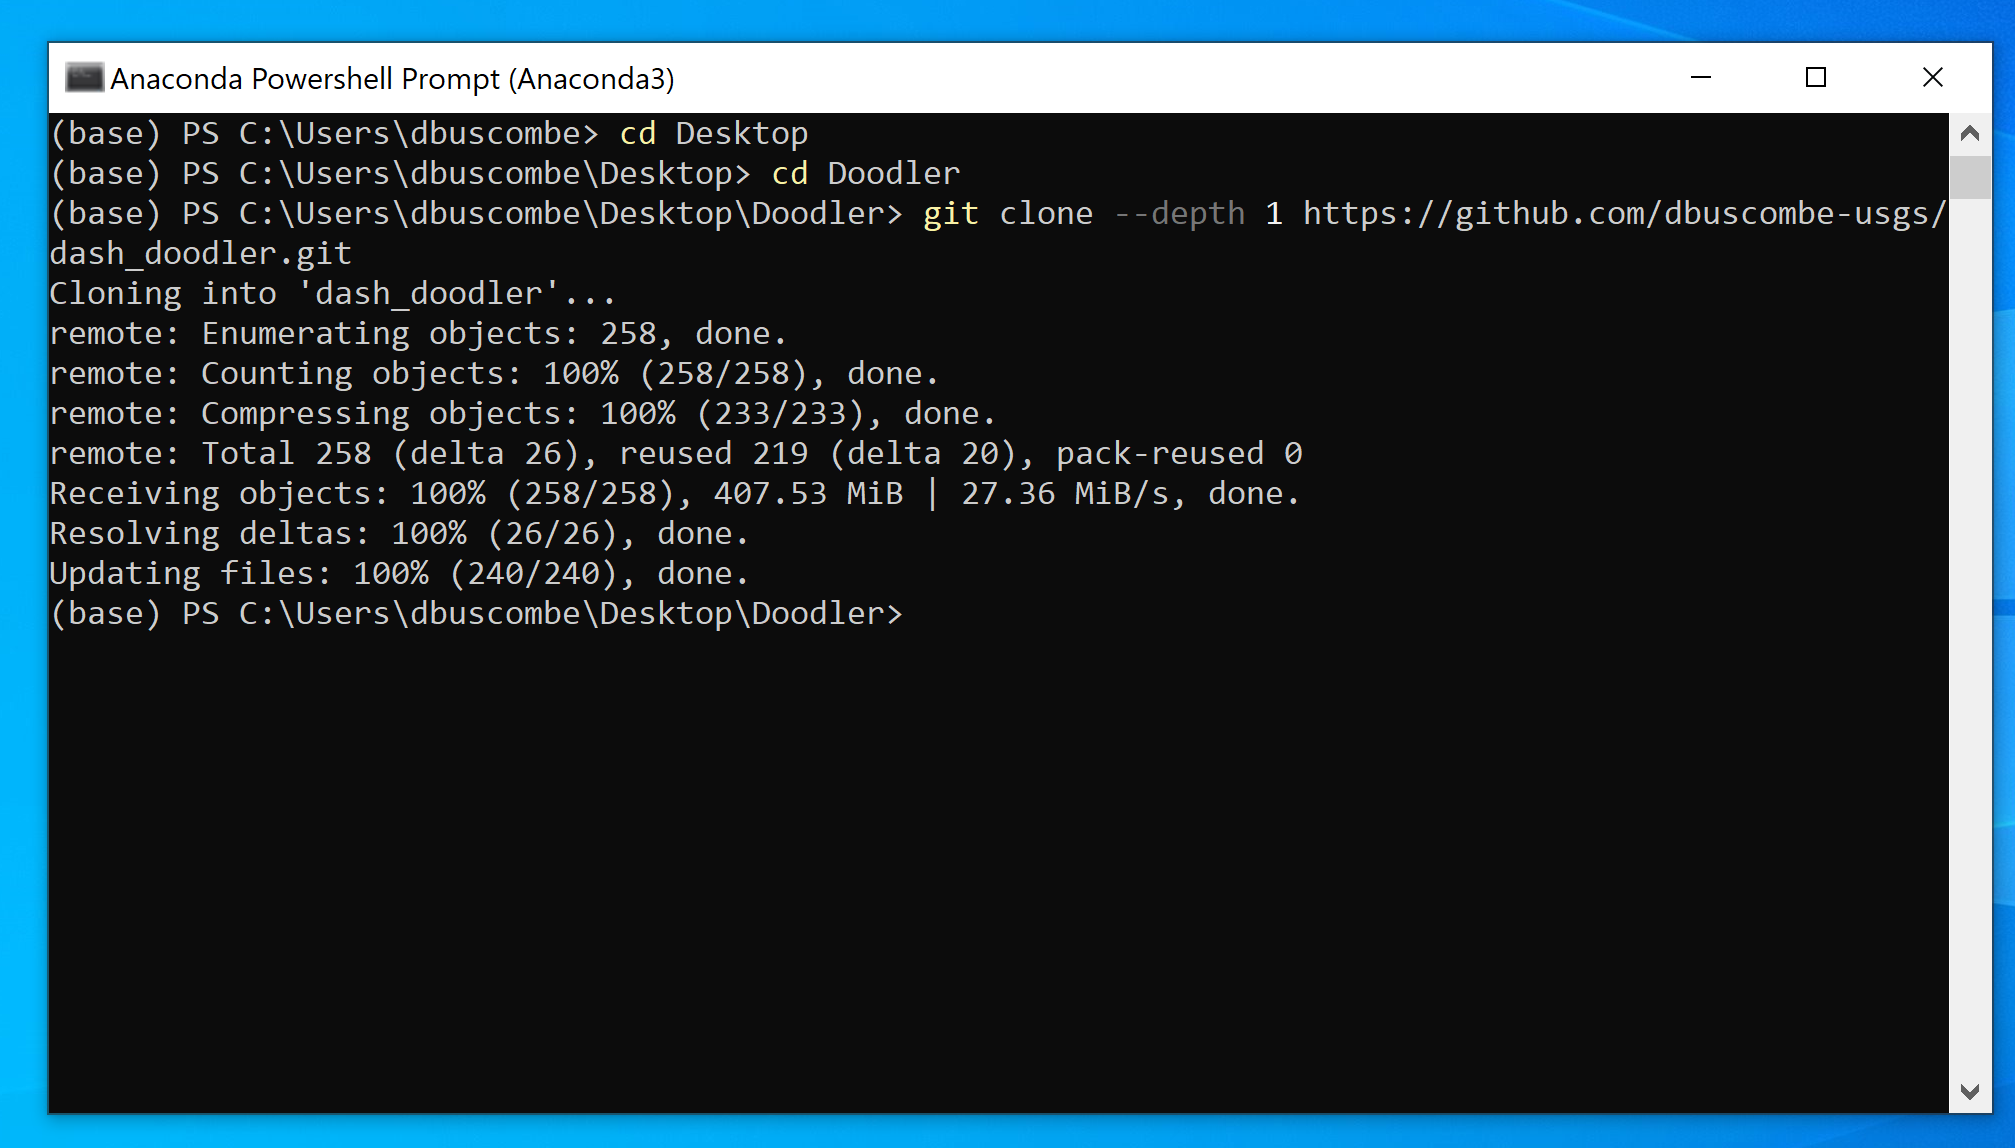 Anaconda Powershell Prompt (Anaconda3)
(base) PS C:\Users\dbuscombe> cd Desktop
(base) PS C:\Users\dbuscombe\Desktop> cd Doodler
(base) PS C:\Users\dbuscombe\Desktop\Doodler> git clone --depth 1 https://github.com/dbuscombe-usgs/
dash_doodler.git
Cloning into 'dash_doodler'...
remote: Enumerating objects: 258, done.
remote: Counting objects: 100% (258/258), done.
remote: Compressing objects: 100% (233/233), done.
remote: Total 258 (delta 26), reused 219 (delta 20), pack-reused 0
Receiving objects: 100% (258/258), 407.53 MiB | 27.36 MiB/s, done.
Resolving deltas: 100% (26/26), done.
Updating files: 100% (240/240), done.
(base) PS C:\Users\dbuscombe\Desktop\Doodler>